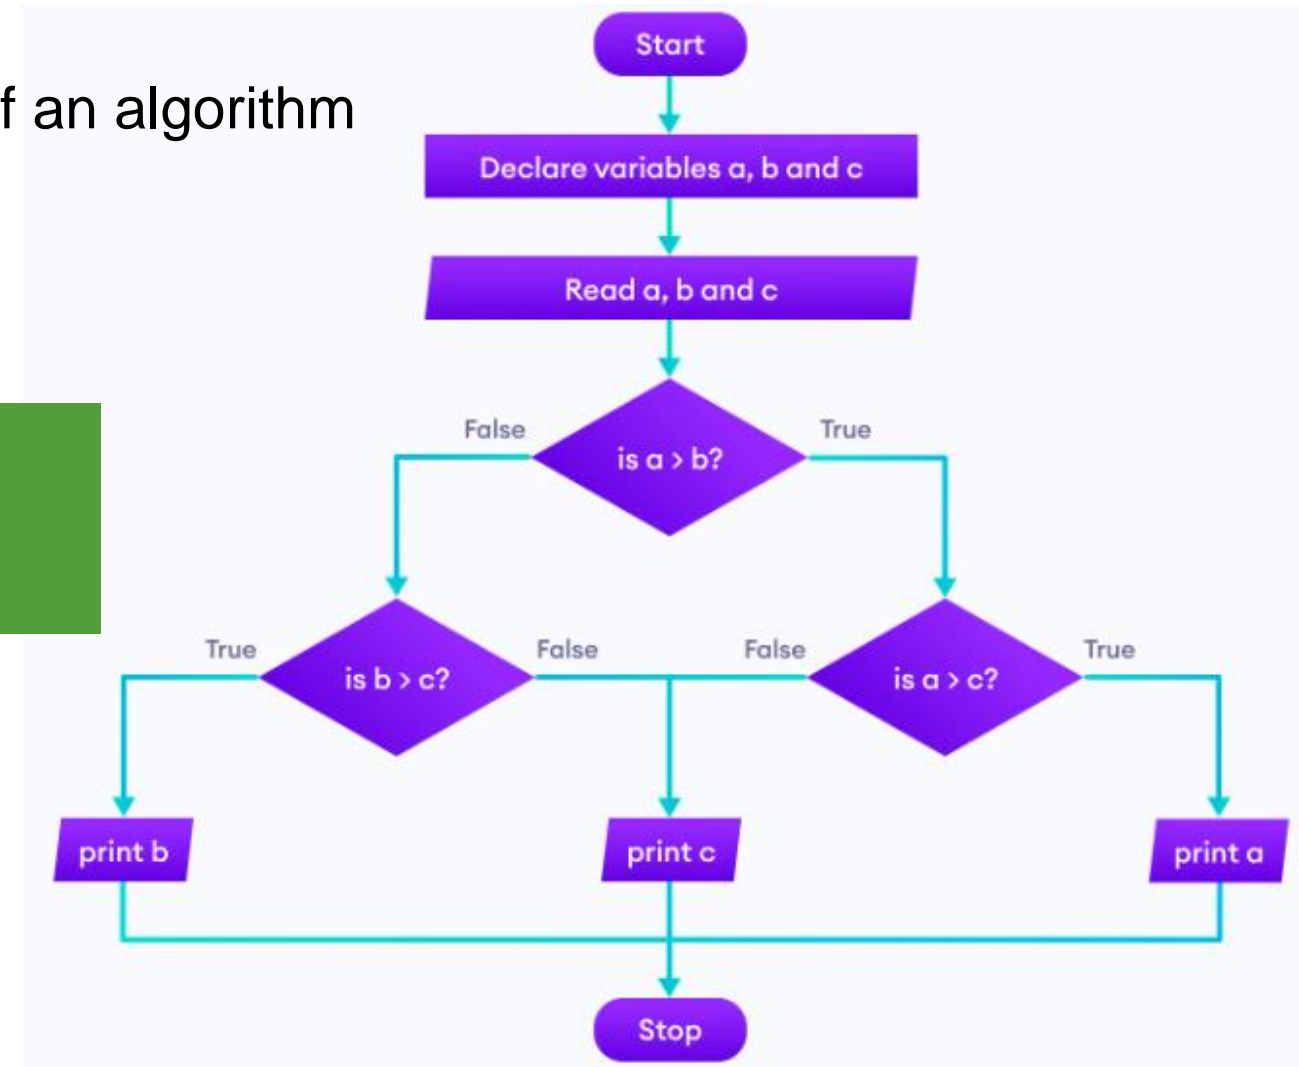 Start
f an algorithm
Declare variables a, b and c
Read a, b and c
False
True
is a > b?
True
False
False
True
is b > c?
is a > c?
print b
print c
print a
Stop